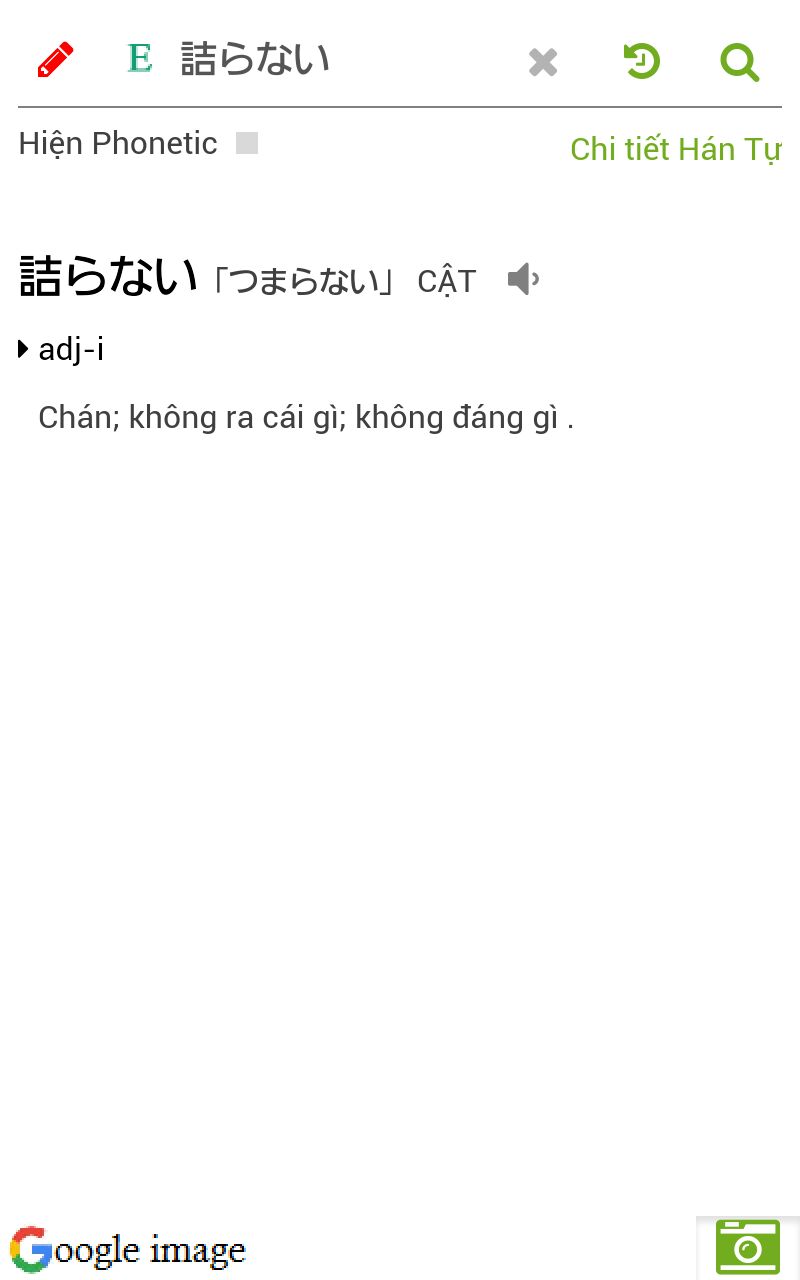 E 詰らない
Hiện Phonetic
Chi tiết Hán Tự
詰らない「つまらない」 CẬT
adj-i
Chán; không ra cái gì; không đáng gì .
Google image